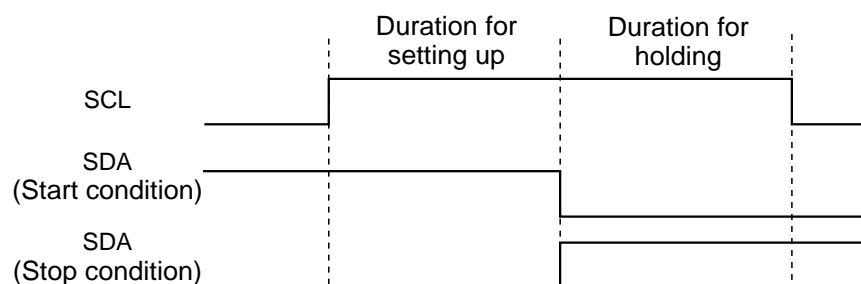 Duration for
setting up
Duration for
holding
SCL
SDA
(Start condition)
SDA
(Stop condition)